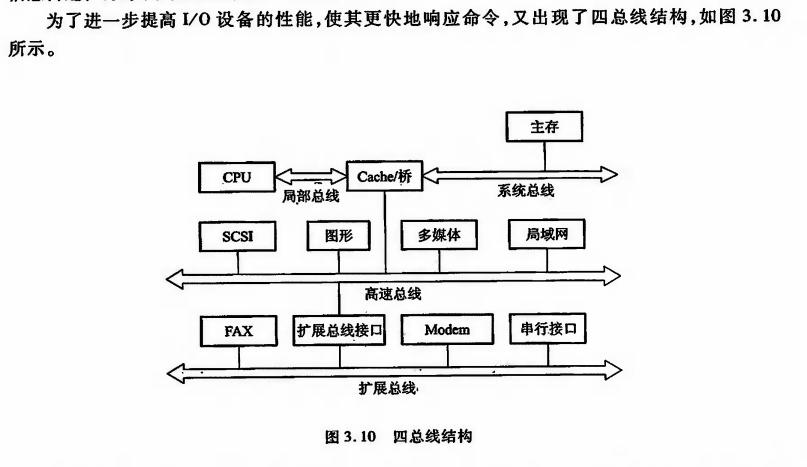 为了进一步提高 I/O 设备的性能,使其更快地响应命令,又出现了四总线结构,如图 3.10
所示。
主存
CPU
Cache/桥
局部总线
系统总线
SCSI
图形
多媒体
局域网
高速总线
FAX
扩展总线接口
Modem
串行接口
扩展总线
图 3.10 四总线结构